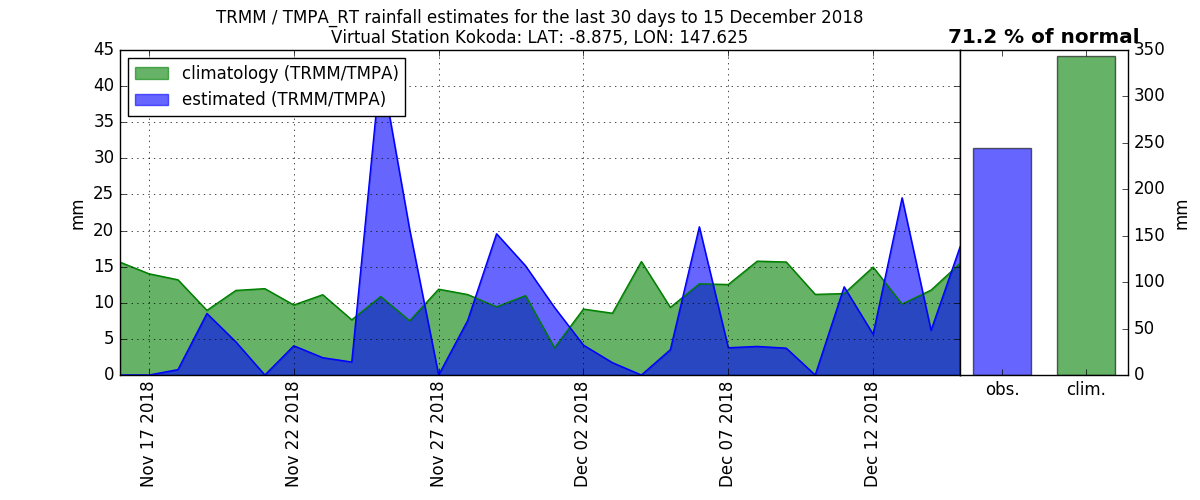 TRMM / TMPA_RT rainfall estimates for the last 30 days to 15 December 2018
Virtual Station Kokoda: LAT: -8.875, LON: 147.625
71.2 % of normal
climatology (TRMM/TMPA)
estimated (TRMM/TMPA)
mm
45
40
35
30
25
20
15
10
5
0
Nov 17 2018
Nov 22 2018
Nov 27 2018
Dec 02 2018
Dec 07 2018
Dec 12 2018
350
300
250
200
150
100
50
0
mm
obs.
clim.